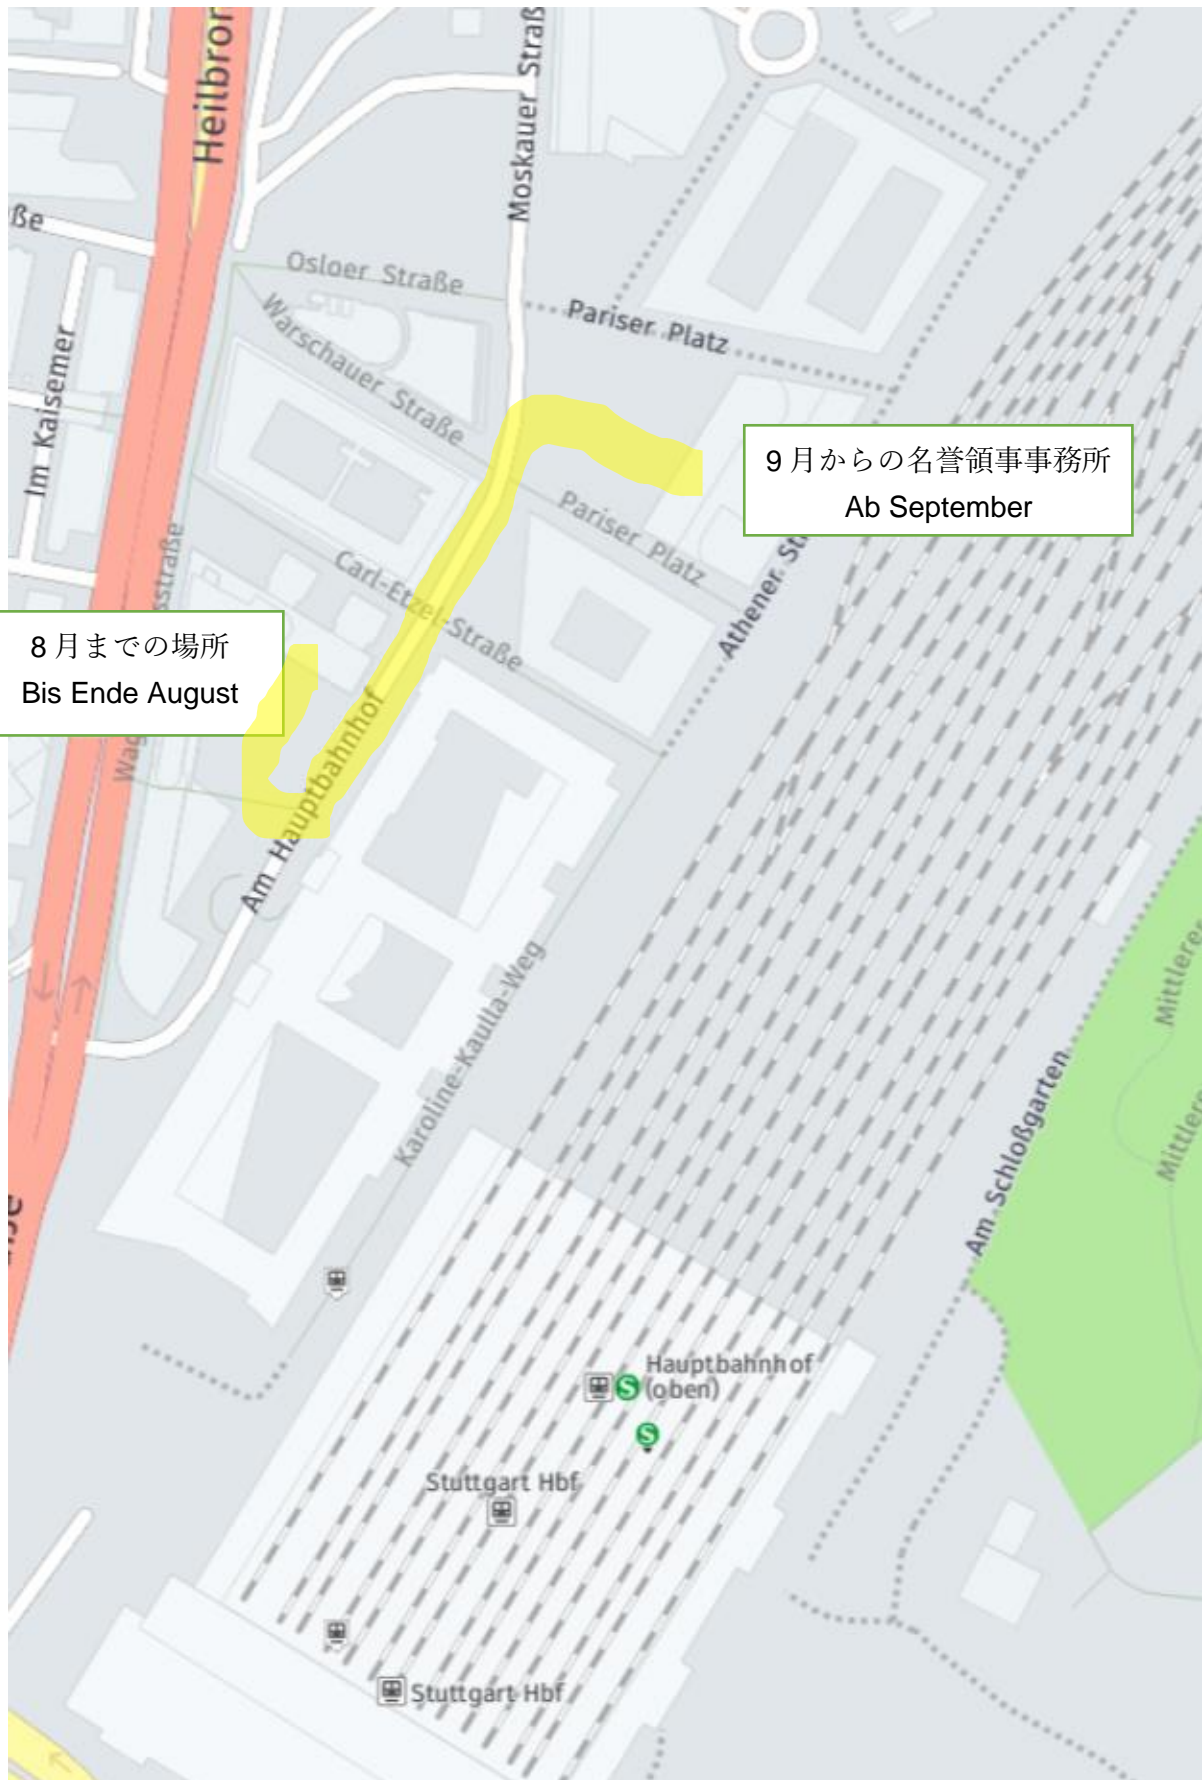 Heilbron
Moskauer Straß
ße
Osloer Straße
Pariser Platz
Warschauer Straße
Im Kaisemer
9月からの名誉領事事務所
Ab September
Pariser Platz
Carl-Etzel-Straße
sstraße
Athener St
8月までの場所
Bis Ende August
Wag
Am Hauptbahnhof
Karoline-Kaulla-Weg
Mittlerer
Am Schloßgarten
Mittlere
Hauptbahnhof
(oben)
S
S
Stuttgart Hbf
Stuttgart Hbf